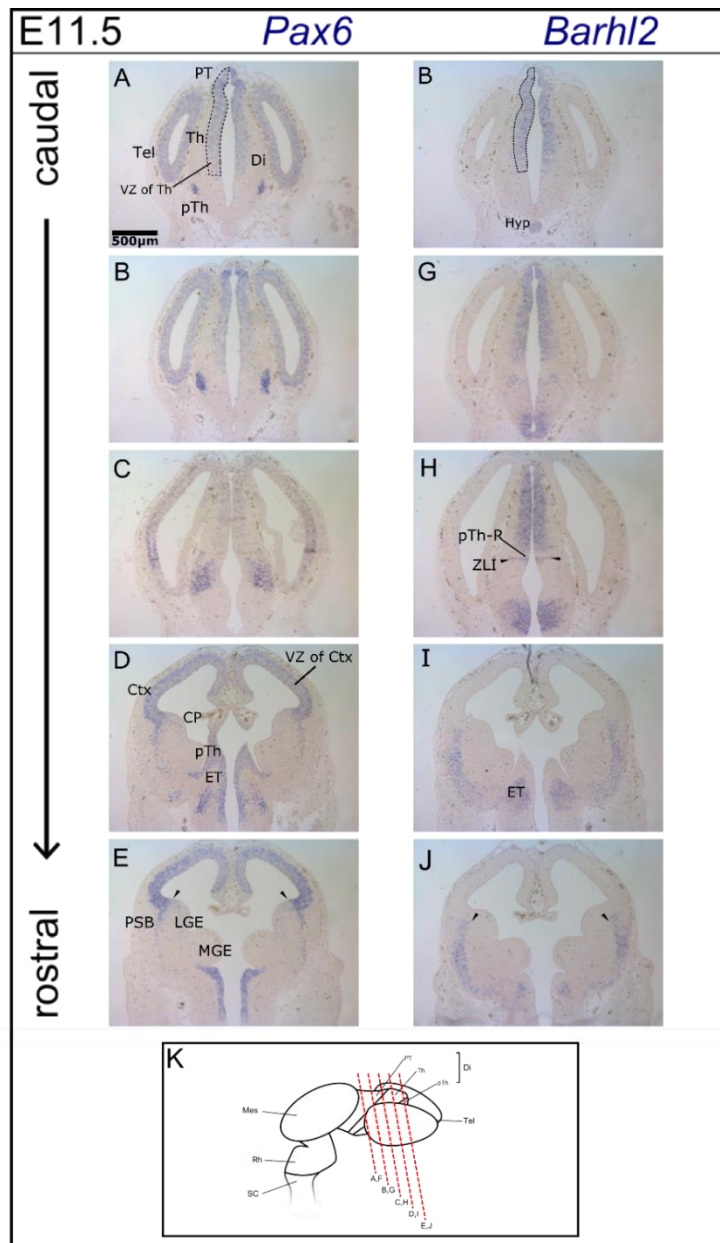 E11.5 Pax6 Barhl2
caudal
rostral
A
PT
Th
Tel
Di
VZ of Th
pTh
500µm
B
Hyp
B
G
C
H
pTh-R
ZLI
D
VZ of Ctx
Ctx
CP
pTh
ET
I
ET
E
PSB LGE
MGE
J
K
PT
Th
pTh
Di
Mes
Tel
Rh
SC
A,F
B,G
C,H
D,I
E,J